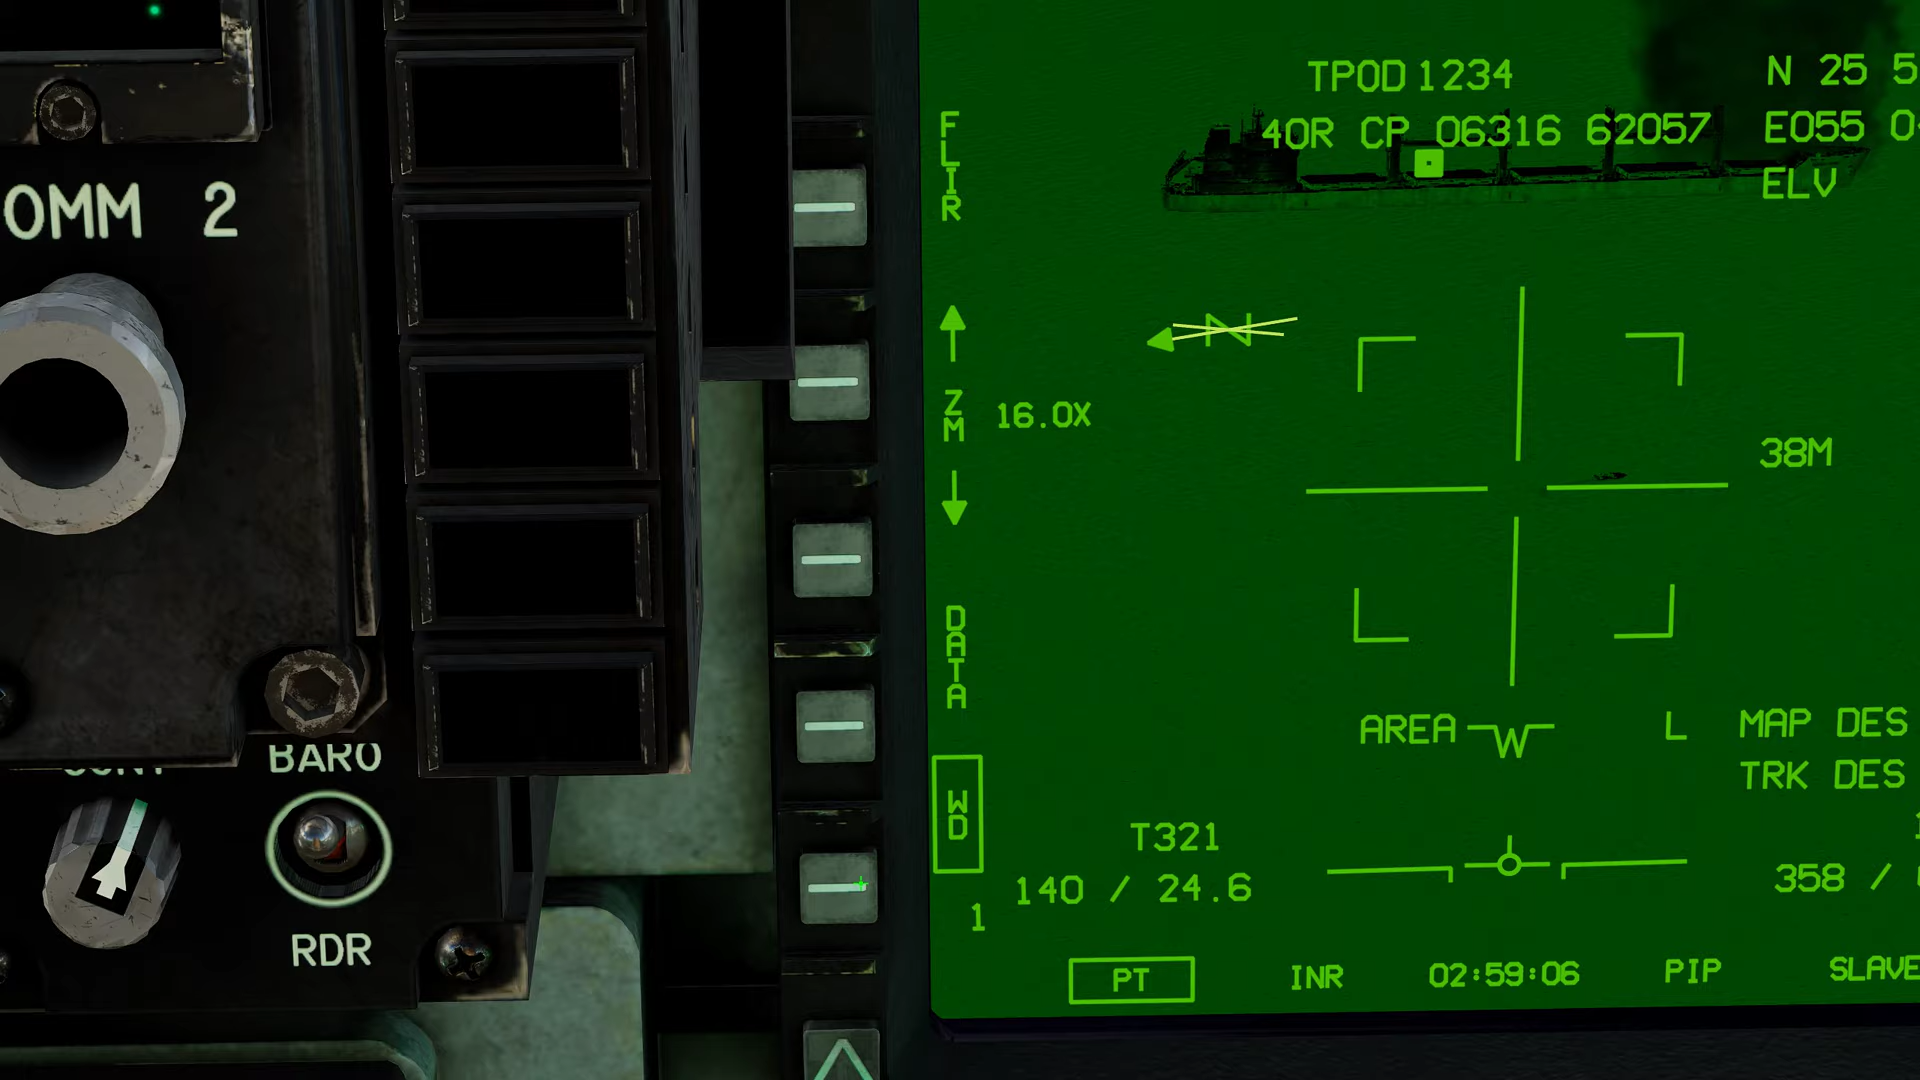 OMM 2
BARO
RDR
TPOD 1234
40R CP 06316 62057
N 25 5
E055 0
ELV
FLIR
N
ZM
16.0X
38M
DATA
AREA
W
L
MAP DES
TRK DES
WD
T321
140 / 24.6
358 /
1
PT
INR
02:59:06
PIP
SLAVE